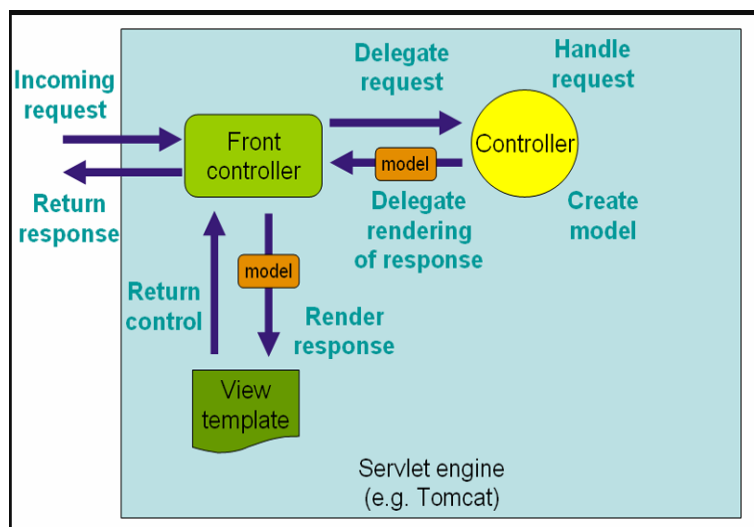 Incoming
request
Return
response
Front
controller
Delegate
request
Handle
request
Controller
model
Delegate
rendering
of response
Create
model
model
Return
control
Render
response
View
template
Servlet engine
(e.g. Tomcat)